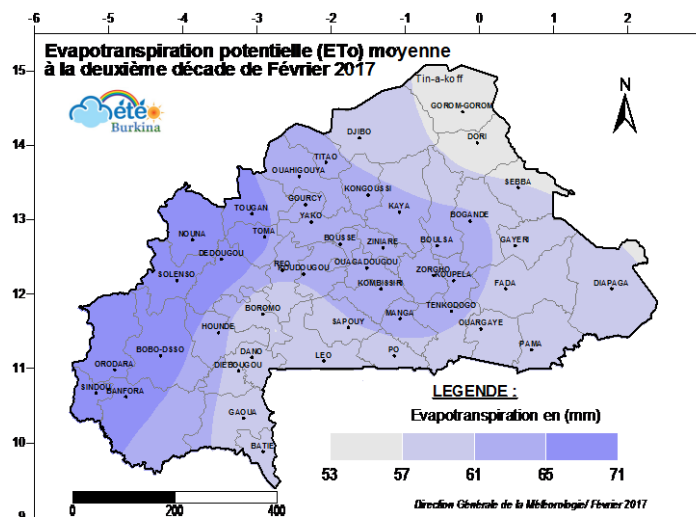 -6 -5 -4 -3 -2 -1 0 1 2
Evapotranspiration potentielle (ETo) moyenne
à la deuxième décade de Février 2017
météo
Burkina
N
15
14
13
12
11
10
9
Tin-a-koff
GOROM-GOROM
DJIBO
DORI
TITAO
OUAHIGOUYA
SEBBA
KONGOUSSI
GOURCY
KAYA
TOUGAN
YAKO
BOGANDE
NOUNA
TOMA
BOUSSE
ZINIARE
BOULSA
GAYERI
DEDOUGOU
REO
KOUDOUGOU
OUAGADOUGOU
ZORGHO
KOUPELA
SOLENSO
KOMBISSIRI
FADA
DIAPAGA
BOROMO
MANGA
TENKODOGO
HOUNDE
SAPOUY
OUARGAYE
BOBO-DSSO
DANO
LEO
PO
PAMA
ORODARA
DIEBOUGOU
SINDOU
BANFORA
GAOUA
BATIE
LEGENDE :
Evapotranspiration en (mm)
53 57 61 65 71
0 200 400
Direction Générale de la Météorologie/ Février 2017